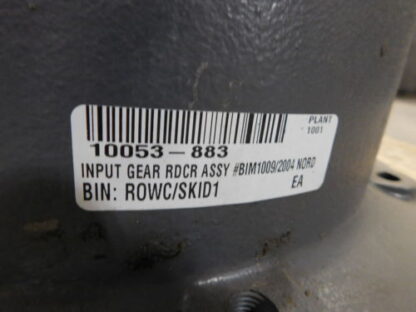 PLANT
1001
10053-883
INPUT GEAR RDCR ASSY #BIM1009/2004 NORD
BIN: ROWC/SKID1 EA